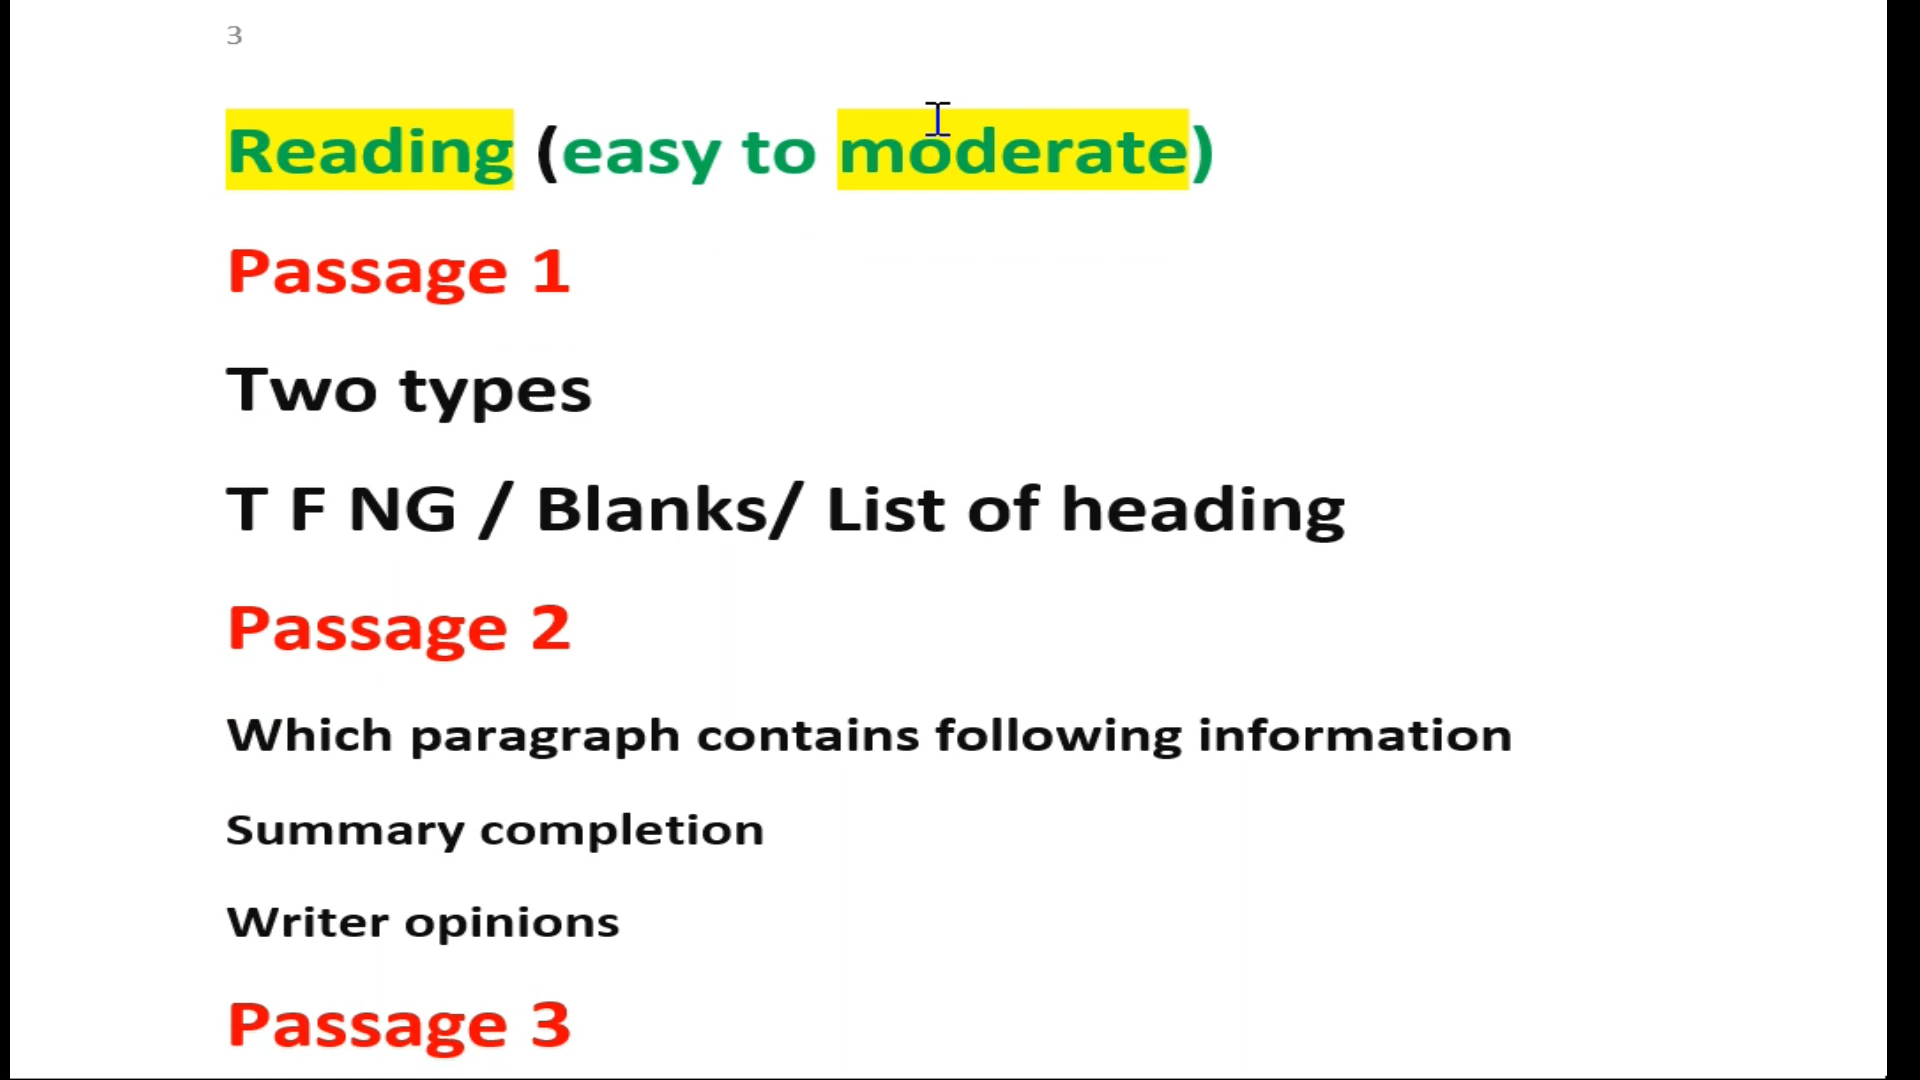 3
Reading (easy to moderate)
Passage 1
Two types
T F NG / Blanks/ List of heading
Passage 2
Which paragraph contains following information
Summary completion
Writer opinions
Passage 3